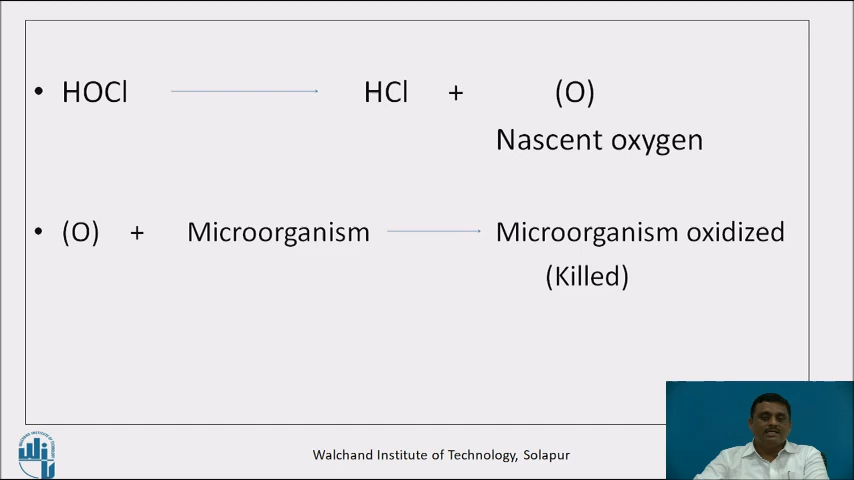 • HOCl → HCl + (O)
Nascent oxygen
• (O) + Microorganism → Microorganism oxidized
(Killed)
Walchand Institute of Technology, Solapur